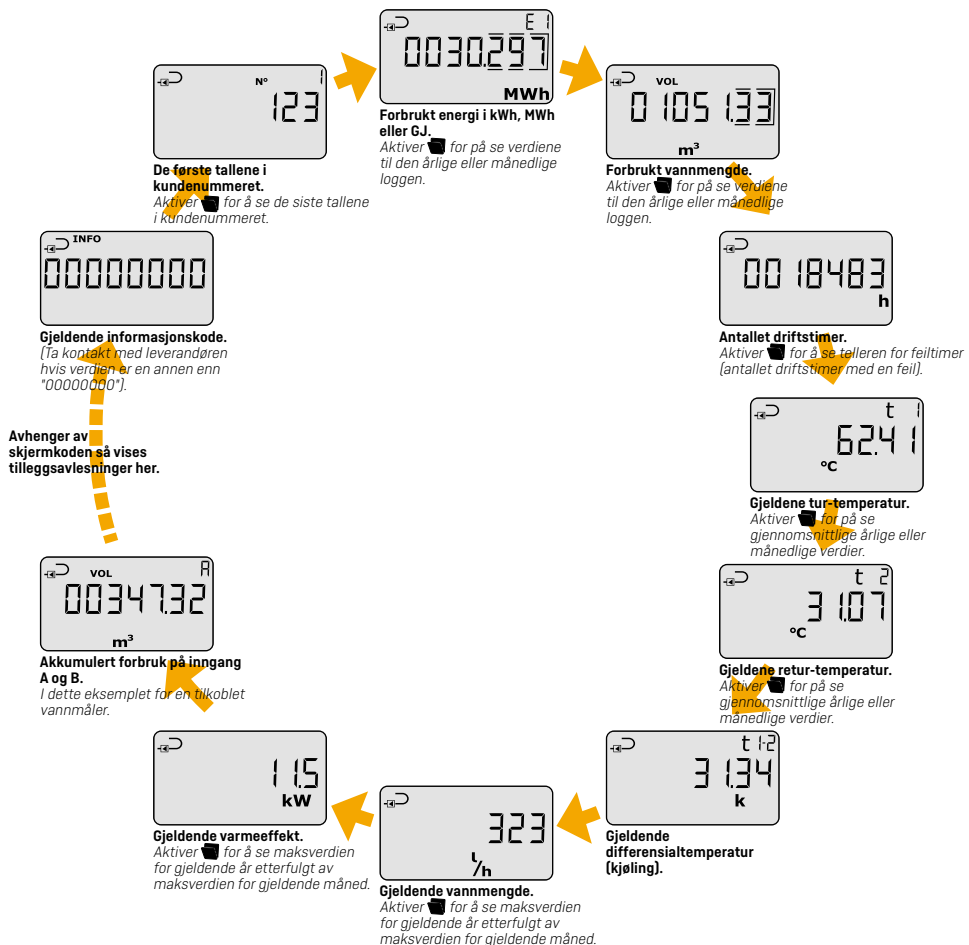 E 1
0030.297
MWh
Forbrukt energi i kWh, MWh
eller GJ.
Aktiver for på se verdiene
til den årlige eller månedlige
loggen.
VOL
01051.33
m³
Forbrukt vannmengde.
Aktiver for på se verdiene
til den årlige eller månedlige
loggen.
0018483
h
Antallet driftstimer.
Aktiver for å se telleren for feiltimer
(antallet driftstimer med en feil).
t 1
62.41
°C
Gjeldene tur-temperatur.
Aktiver for på se
gjennomsnittlige årlige eller
månedlige verdier.
t 2
31.07
°C
Gjeldene retur-temperatur.
Aktiver for på se
gjennomsnittlige årlige eller
månedlige verdier.
t 1-2
31.34
k
Gjeldende
differensialtemperatur
(kjøling).
323
l/h
Gjeldende vannmengde.
Aktiver for å se maksverdien
for gjeldende år etterfulgt av
maksverdien for gjeldende måned.
11.5
kW
Gjeldende varmeeffekt.
Aktiver for å se maksverdien
for gjeldende år etterfulgt av
maksverdien for gjeldende måned.
VOL A
00347.32
m³
Akkumulert forbruk på inngang
A og B.
I dette eksemplet for en tilkoblet
vannmåler.
Avhenger av
skjermkoden så vises
tilleggsavlesninger her.
INFO
00000000
Gjeldende informasjonskode.
(Ta kontakt med leverandøren
hvis verdien er en annen enn
"00000000").
N° 1
123
De første tallene i
kundenummeret.
Aktiver for å se de siste tallene
i kundenummeret.